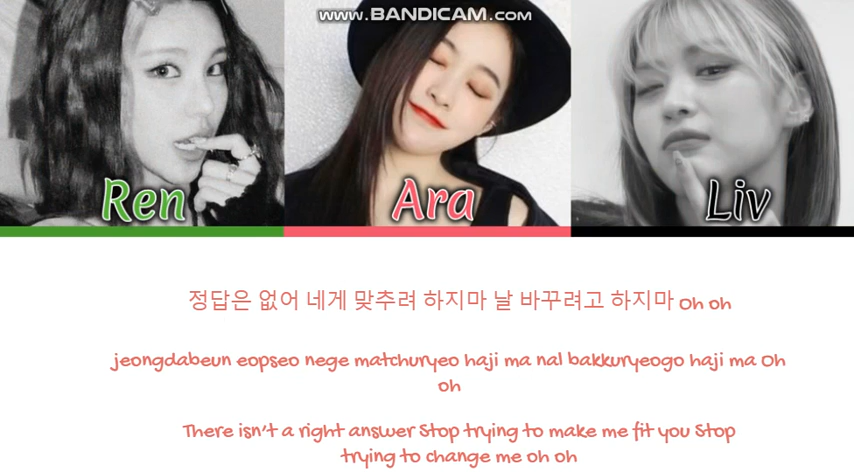 www.BANDICAM.com
Ren
Ara
Liv
정답은 없어 네게 맞추려 하지마 날 바꾸려고 하지마 Oh oh
jeongdabeun eopseo nege matchuryeo haji ma nal bakkuryeogo haji ma Oh
oh
There isn't a right answer Stop trying to make me fit you Stop
trying to change me oh oh